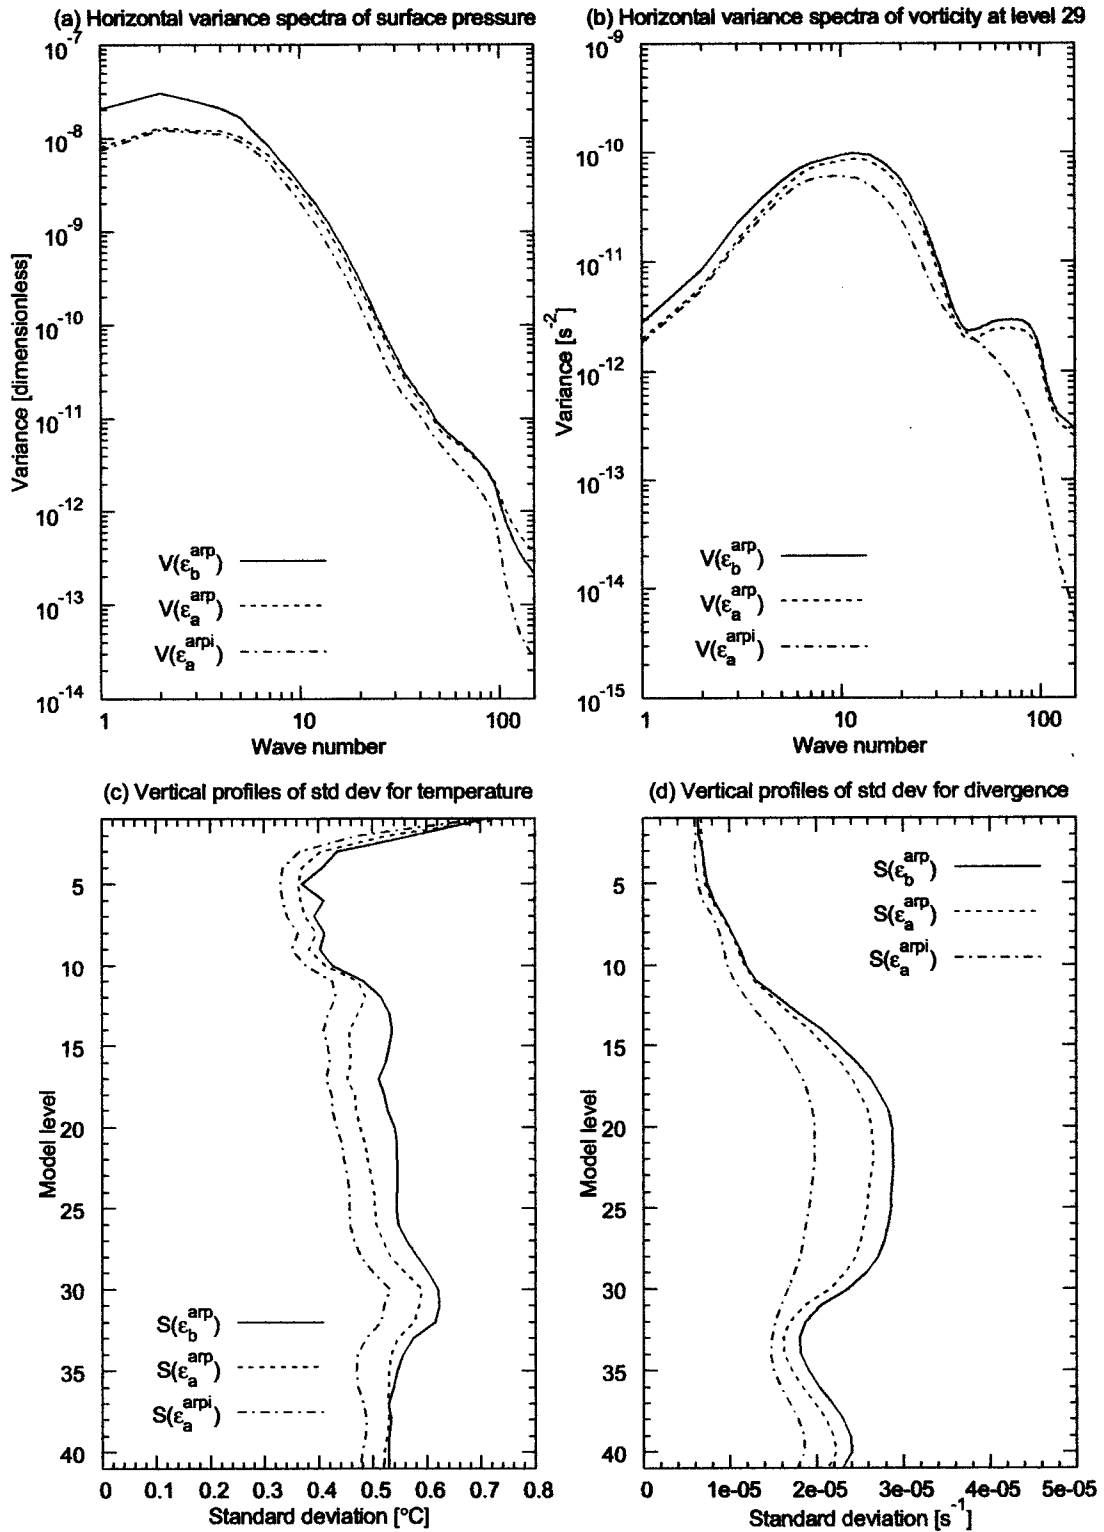 (a) Horizontal variance spectra of surface pressure
10^-7
10^-8
10^-9
10^-10
10^-11
10^-12
10^-13
10^-14
Variance [dimensionless]
V(ε_b^arp)
V(ε_a^arp)
V(ε_a^arpi)
1 10 100
Wave number
(b) Horizontal variance spectra of vorticity at level 29
10^-9
10^-10
10^-11
10^-12
10^-13
10^-14
10^-15
Variance [s^-2]
V(ε_b^arp)
V(ε_a^arp)
V(ε_a^arpi)
1 10 100
Wave number
(c) Vertical profiles of std dev for temperature
5
10
15
20
25
30
35
40
Model level
S(ε_b^arp)
S(ε_a^arp)
S(ε_a^arpi)
0 0.1 0.2 0.3 0.4 0.5 0.6 0.7 0.8
Standard deviation [°C]
(d) Vertical profiles of std dev for divergence
S(ε_b^arp)
S(ε_a^arp)
S(ε_a^arpi)
5
10
15
20
25
30
35
40
Model level
0 1e-05 2e-05 3e-05 4e-05 5e-05
Standard deviation [s^-1]